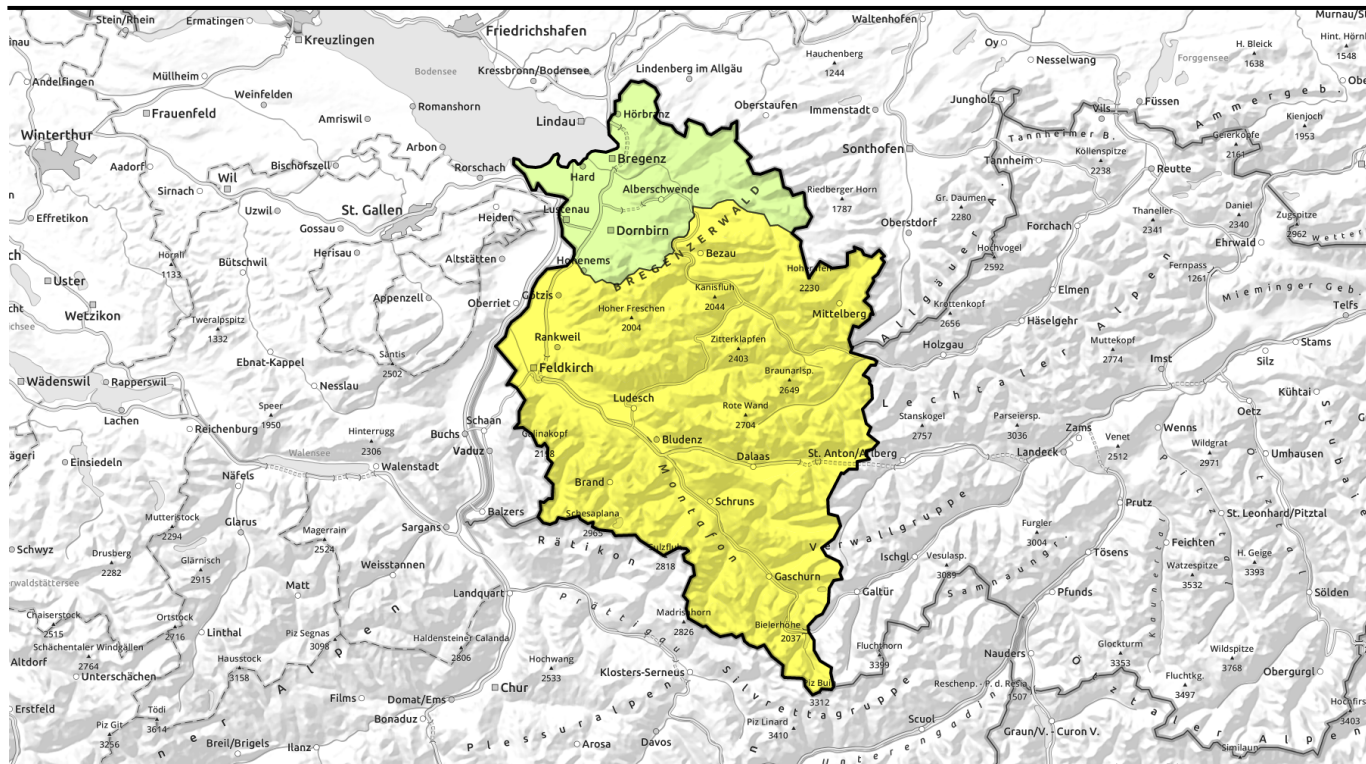 Stein/Rhein
Ermatingen
Kreuzlingen
Friedrichshafen
Waltenhofen
Oy
Nesselwang
H. Bleick
1638
Forggensee
Hauchenberg
1244
Bodensee
Kressbronn/Bodensee
Lindenberg im Allgäu
Andelfingen
Müllheim
Weinfelden
Frauenfeld
Romanshorn
Amriswil
Lindau
Hörbranz
Oberstaufen
Immenstadt
Jungholz
Vils
Füssen
Ammergeb.
Kienjoch
1953
Geierköpfe
2161
Winterthur
Aadorf
Bischofszell
Arbon
Rorschach
Bregenz
Hard
Sonthofen
Tannheimer B.
Tannheim
Köllenspitze
2238
Reutte
Wil
Sirnach
Uzwil
St. Gallen
Heiden
Alberschwende
Lustenau
Riedberger Horn
1787
Gr. Daumen
2280
Thaneller
2341
Daniel
2340
Zugspitze
2962
Effretikon
Gossau
Herisau
Altstätten
Dornbirn
Oberstdorf
Forchach
Ehrwald
Hörnli
1133
Bütschwil
Hohenems
BREGENZERWALD
Bezau
Hochvogel
2592
Allgäuer A.
Fernpass
1261
Uster
Wetzikon
Appenzell
Oberriet
Götzis
2230
Kanisfluh
2044
Hoher Freschen
2004
Mittelberg
Krottenkopf
2656
Elmen
Mieminger Geb.
Telfs
Tweralpspitz
1332
Säntis
2502
Rankweil
Zitterklapfen
2403
Häselgehr
Holzgau
Muttekopf
2774
Stams
Silz
Imst
Ebnat-Kappel
Nesslau
Feldkirch
Braunarlsp.
2649
Lechtaler Alpen
Wädenswil
Rapperswil
Lachen
Speer
1950
Ludesch
Rote Wand
2704
Stanskogel
2757
Parseiersp.
3036
Kühtai
Oetz
Reichenburg
Hinterrugg
2306
Buchs
Schaan
Vaduz
Bludenz
Dalaas
St. Anton/Arlberg
Zams
Landeck
Venet
2512
Wenns
Wildgrat
2971
Umhausen
Einsiedeln
Walensee
Walenstadt
Näfels
Brand
Montafon
Schruns
Prutz
Mutteristock
2294
Glarus
Magerrain
2524
Sargans
Balzers
Schesaplana
2965
Verwallgruppe
Furgler
3004
St. Leonhard/Pitztal
Feichten
Schwyz
Drusberg
2282
Glärnisch
2915
Matt
Weisstannen
Rätikon
Sulzfluh
2818
Ischgl
Vesulasp.
3089
Samnaungr.
Tösens
Watzespitze
3532
H. Geige
3393
Landquart
Gaschurn
Galtür
Pfunds
Sölden
Chaiserstock
2515
Ortstock
2716
Linthal
Piz Segnas
3098
Haldensteiner Calanda
2806
Prättigau
Madrishorn
2826
Bielerhöhe
2037
Fluchthorn
3399
Kaunertal
Altdorf
Schächentaler Windgällen
2764
Unterschächen
Hausstock
3158
Hochwang
2533
Klosters-Serneus
Nauders
Glockturm
3353
Wildspitze
3768
Obergurgl
Films
Domat/Ems
Chur
Silvrettagruppe
Piz Buin
3312
Reschenp. - P. d. Resia
1507
Fluchtkg.
3497
Ötztaler Alpen
Erstfeld
Piz Git
3256
Tödi
3614
Breil/Brigels
Ilanz
Bonaduz
Plessuralpen
Arosa
Davos
Piz Linard
3410
Scuol
Unterengadin
Graun/V. - Curon V.
Similaun
3403